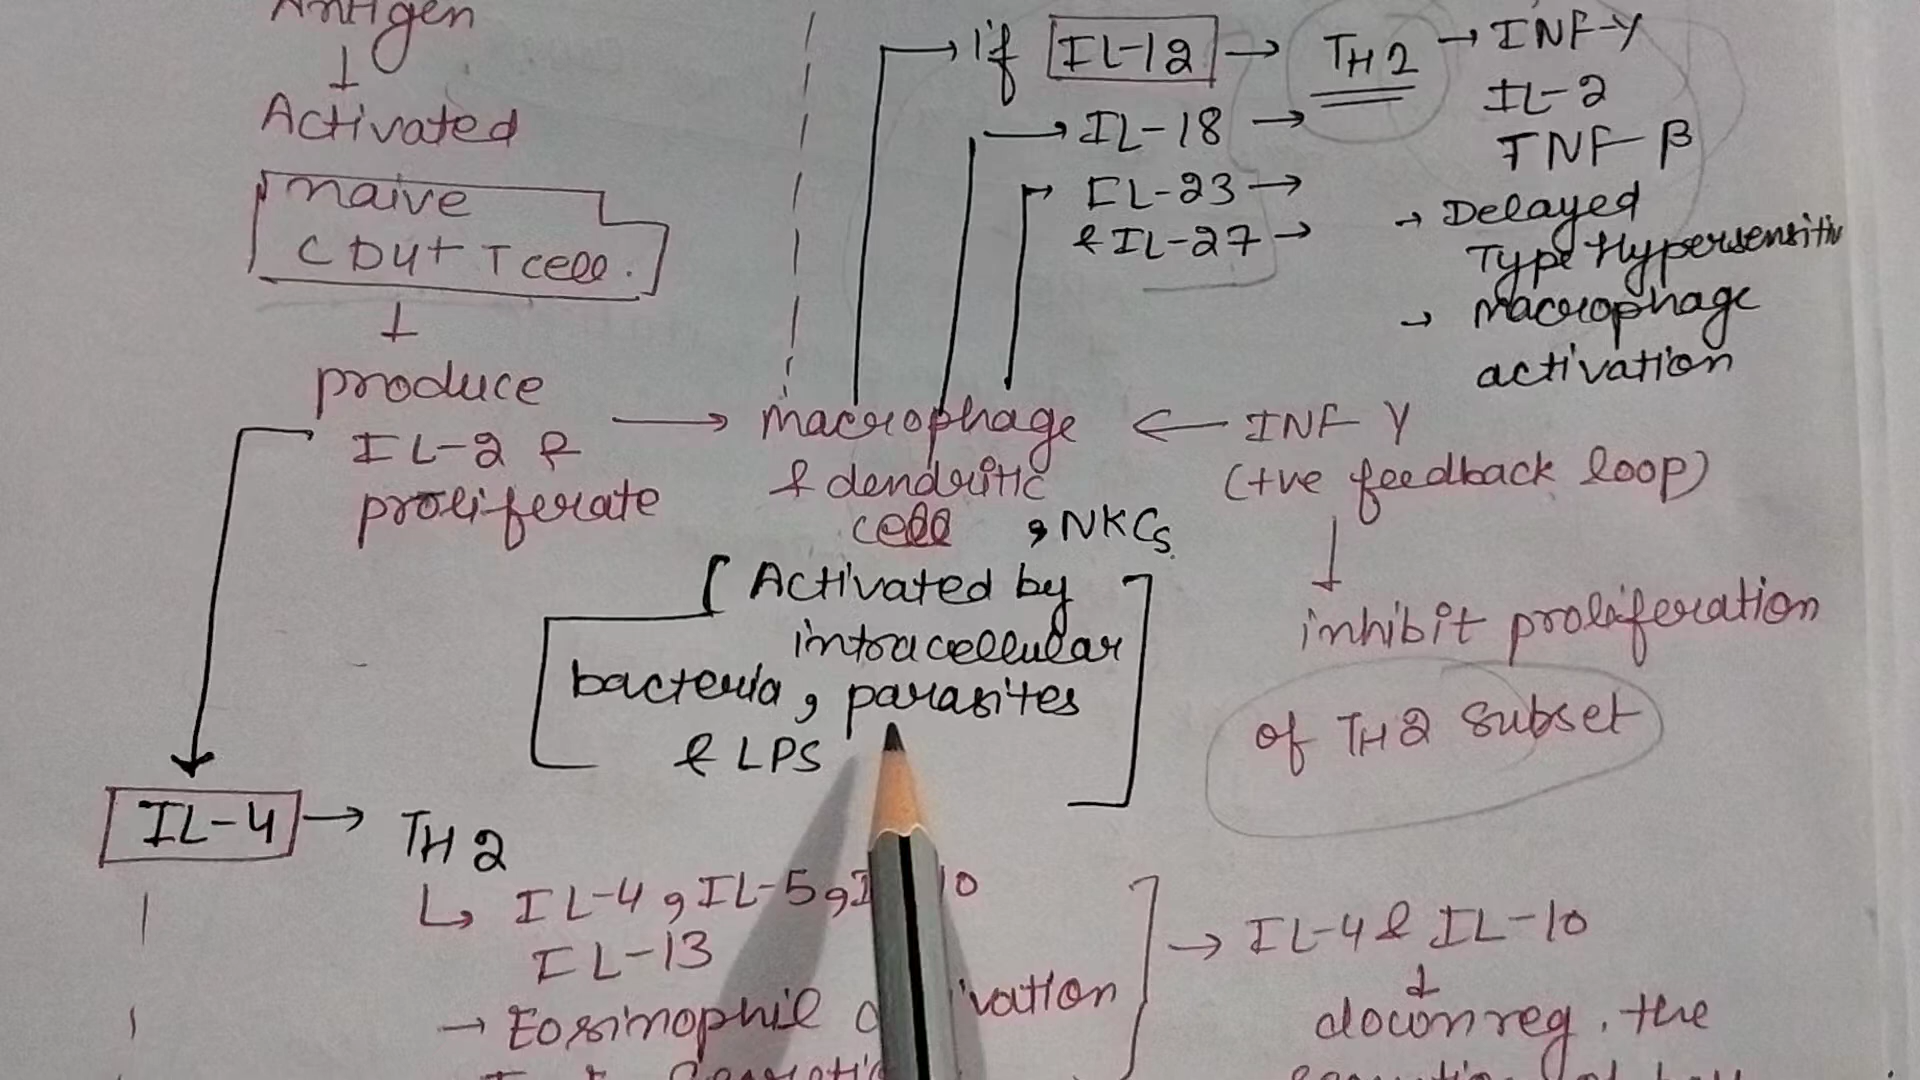 Antigen
Activated
naive
CD4+ T cell.
produce
IL-2 &
proliferate
if IL-12 → TH2 → INF-γ
IL-2
→ IL-18 →
TNF-β
IL-23 →
& IL-27 →
→ Delayed
Type Hypersensitiv
→ macrophage
activation
→ macrophage ← INF γ
& dendritic
cell , NKCs
(+ve feedback loop)
inhibit proliferation
of TH2 subset
[Activated by
intracellular
bacteria, parasites
& LPS]
IL-4 → TH2
↳ IL-4, IL-5, I 10
IL-13
→ Eosinophil a ivation
→ IL-4 & IL-10
downreg. the